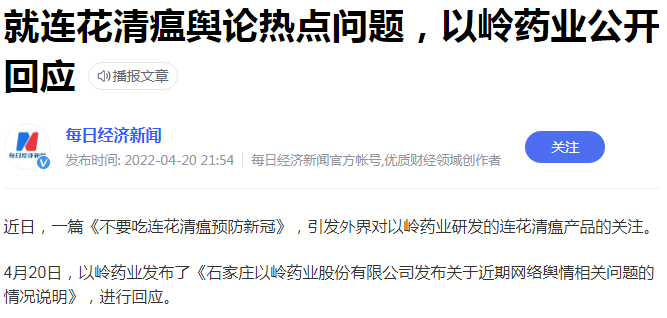 就连花清瘟舆论热点问题，以岭药业公开
回应 播报文章
每日经济新闻
发布时间: 2022-04-20 21:54 每日经济新闻官方帐号,优质财经领域创作者
关注
近日，一篇《不要吃连花清瘟预防新冠》，引发外界对以岭药业研发的连花清瘟产品的关注。
4月20日，以岭药业发布了《石家庄以岭药业股份有限公司发布关于近期网络舆情相关问题的
情况说明》，进行回应。